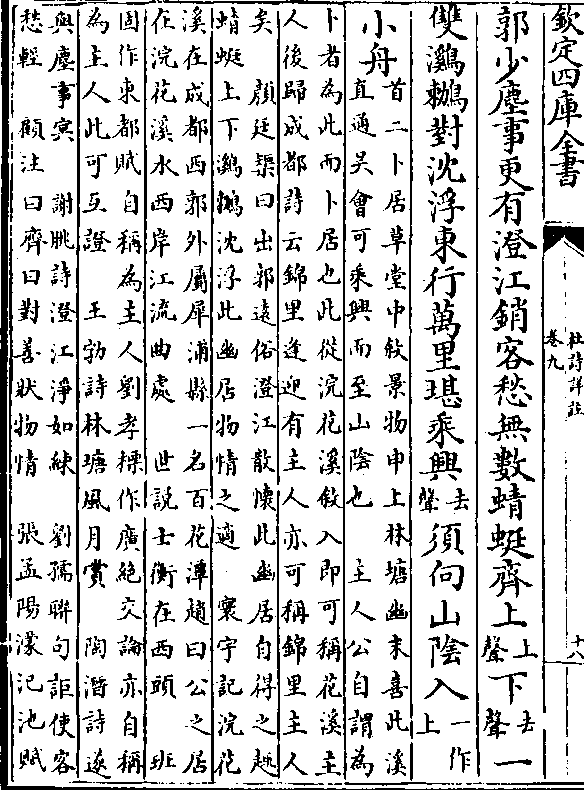 欽定四庫全書
杜詩詳註
卷九
十八
郭少塵事更有澄江銷客愁無數蜻蜓齊上上聲下去聲一
雙鸂鶒對沈浮東行萬里堪乘興去聲須向山陰入一作上
小舟首二卜居草堂中敘景物申上林塘幽末喜此溪
直通吳會可乘興而至山陰也 主人公自謂為
卜者為此而卜居也此從浣花溪敘入即可稱花溪主
人後歸成都詩云錦里逢迎有主人亦可稱錦里主人
矣 顏廷榘曰出郭遠俗澄江散懷此幽居自得之趣
蜻蜓上下鸂鶒沈浮此幽居物情之適 寰宇記浣花
溪在成都西郭外屬犀浦縣一名百花潭趙曰公之居
在浣花溪水西岸江流曲處 世說士衡在西頭 班
固作東都賦自稱為主人劉孝標作廣絕交論亦自稱
為主人此可互證 王勃詩林塘風月賞 陶潛詩遂
與塵事冥 謝朓詩澄江淨如練 劉孺聯句詎使客
愁輕 顧注曰齊曰對善狀物情 張孟陽濛汜池賦